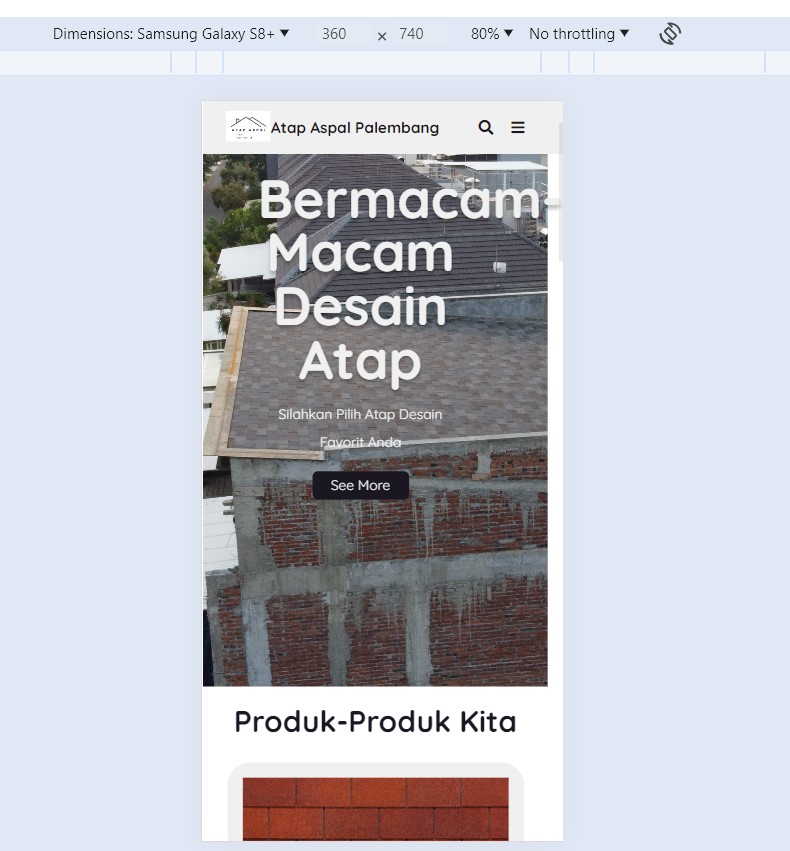 Dimensions: Samsung Galaxy S8+ 360 × 740 80% No throttling
ATAP ASPAL
Atap Aspal Palembang
Bermacam-
Macam
Desain
Atap
Silahkan Pilih Atap Desain
Favorit Anda
See More
Produk-Produk Kita